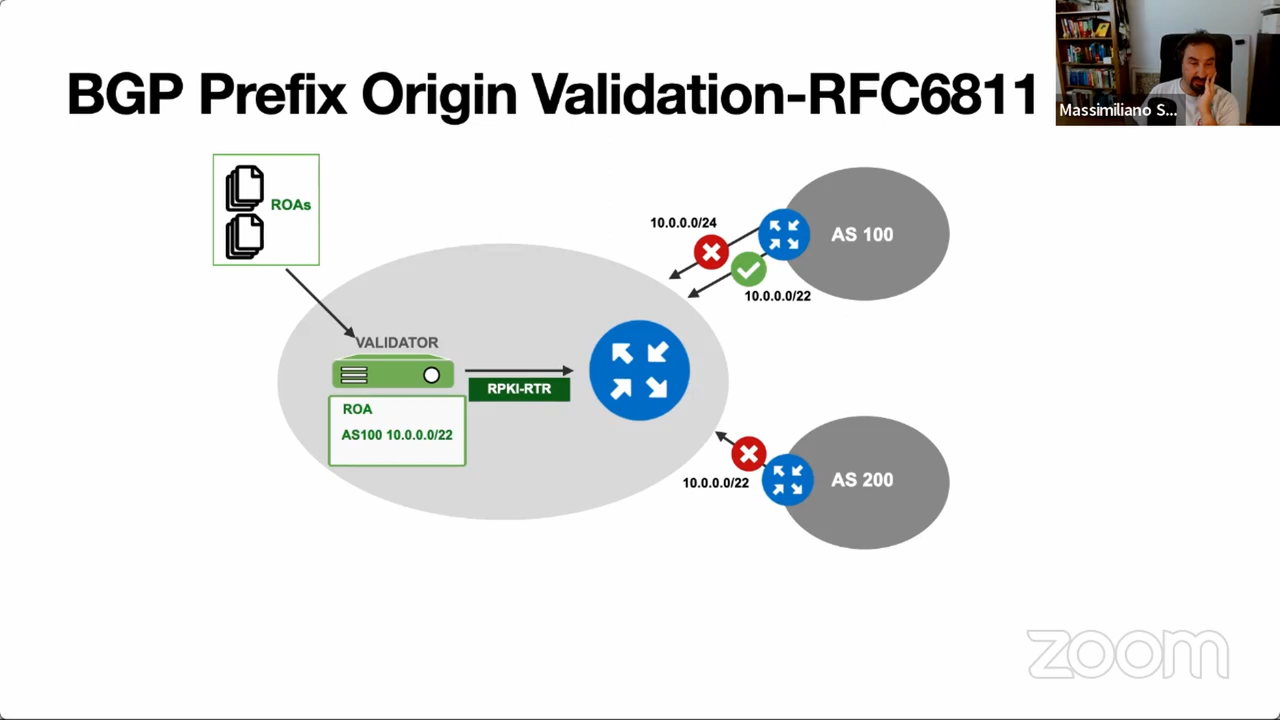 BGP Prefix Origin Validation-RFC6811
Massimiliano S...
ROAs
10.0.0.0/24
AS 100
10.0.0.0/22
VALIDATOR
RPKI-RTR
ROA
AS100 10.0.0.0/22
10.0.0.0/22
AS 200
zoom